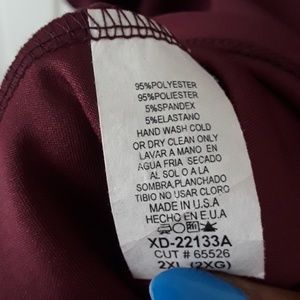 95%POLYESTER
95%POLIESTER
5%SPANDEX
5%ELASTANO
HAND WASH COLD
OR DRY CLEAN ONLY
LAVAR A MANO EN
AGUA FRIA SECADO
AL SOL O A LA
SOMBRA,PLANCHADO
TIBIO NO USAR CLORO
MADE IN U.S.A
HECHO EN E.U.A
XD-22133A
CUT # 65526
2XL (2XG)